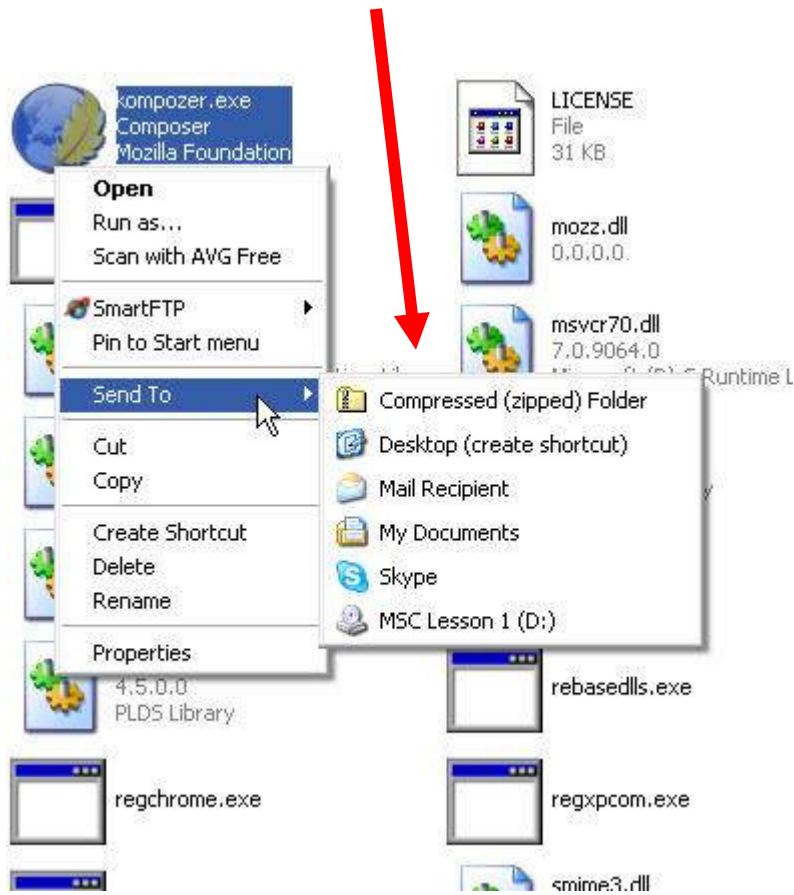 kompozer.exe
Composer
Mozilla Foundation
LICENSE
File
31 KB
Open
Run as...
Scan with AVG Free
SmartFTP
Pin to Start menu
Send To
Cut
Copy
Create Shortcut
Delete
Rename
Properties
mozz.dll
0.0.0.0
msvcr70.dll
7.0.9064.0
Runtime L
Compressed (zipped) Folder
Desktop (create shortcut)
Mail Recipient
My Documents
Skype
MSC Lesson 1 (D:)
4.5.0.0
PLDS Library
rebasedlls.exe
regchrome.exe
regxpcom.exe
smime3.dll